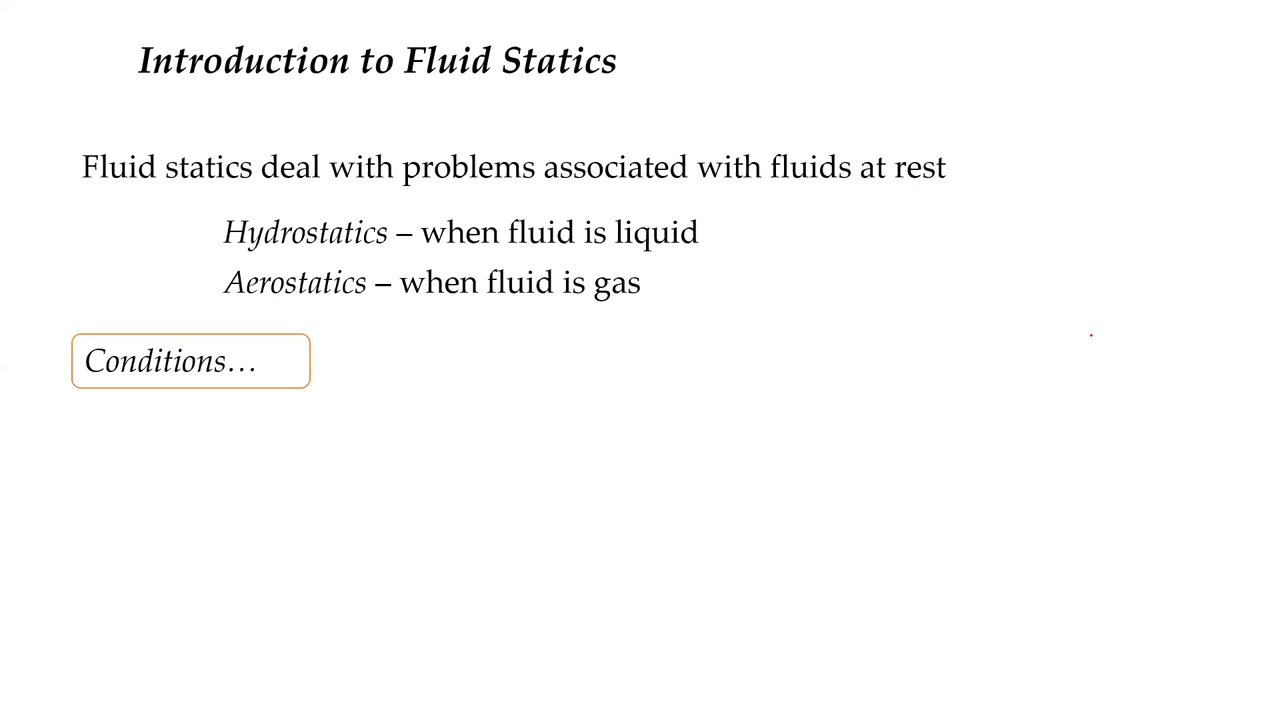 Introduction to Fluid Statics
Fluid statics deal with problems associated with fluids at rest
Hydrostatics – when fluid is liquid
Aerostatics – when fluid is gas
Conditions…